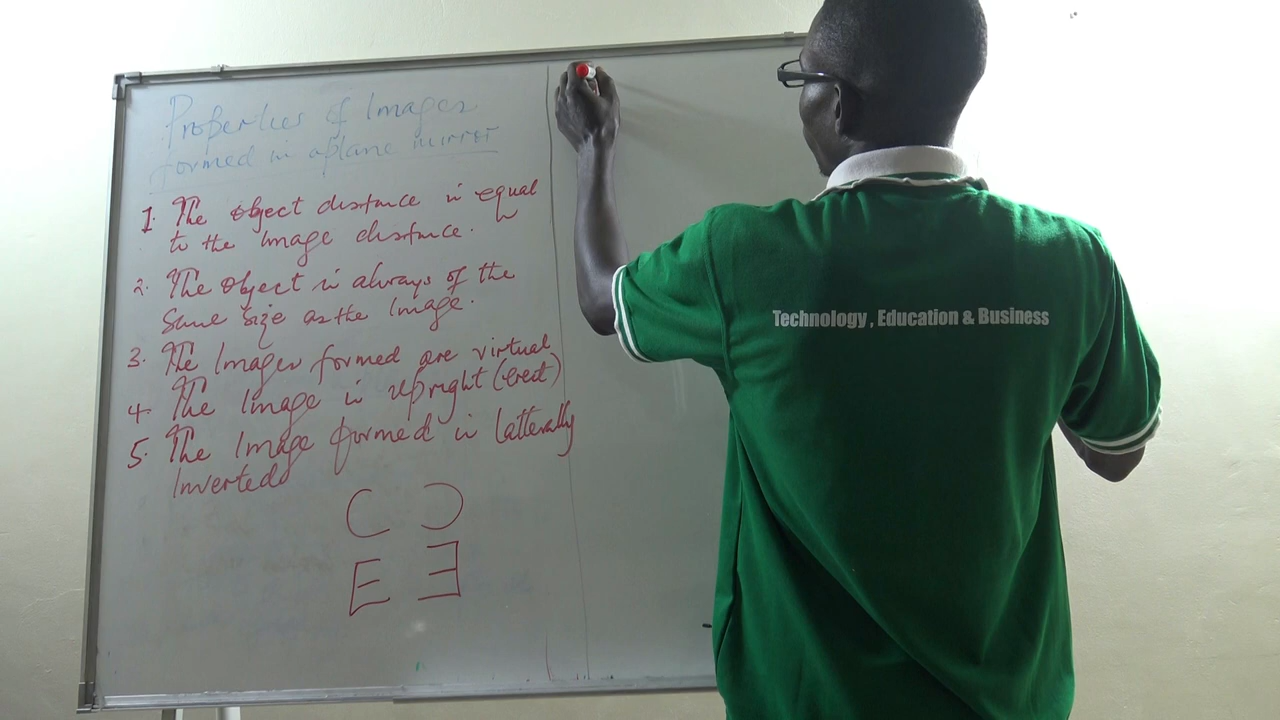 Properties of Images
formed in a plane mirror
1. The object distance is equal
to the Image distance.
2. The object is always of the
same size as the Image.
3. The Images formed are virtual
4. The Image is upright (erect)
5. The Image formed is latterally
Inverted
C Ɔ
E Ǝ
Technology , Education & Business